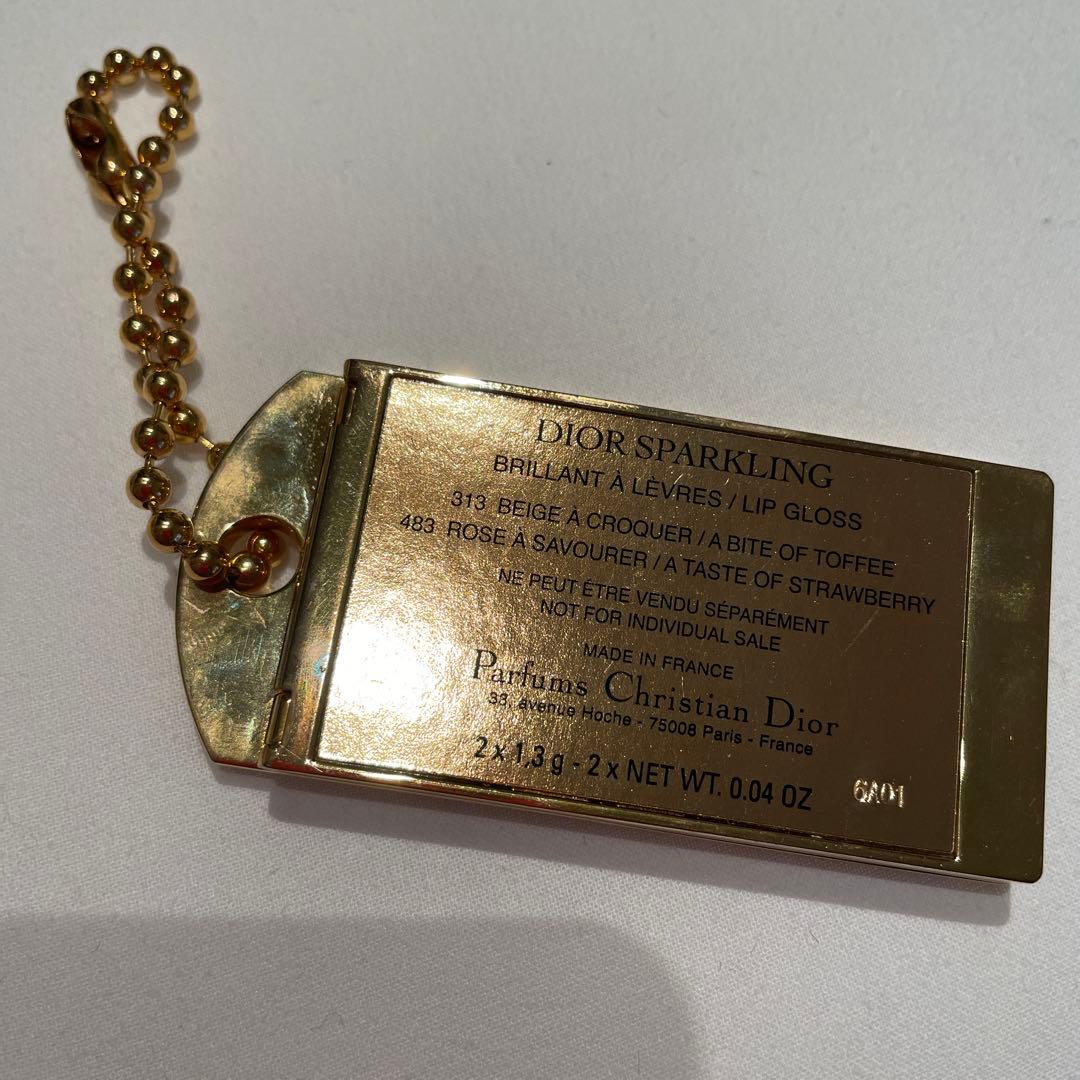 DIOR SPARKLING
BRILLANT À LÈVRES / LIP GLOSS
313 BEIGE À CROQUER / A BITE OF TOFFEE
483 ROSE À SAVOURER / A TASTE OF STRAWBERRY
NE PEUT ÊTRE VENDU SÉPARÉMENT
NOT FOR INDIVIDUAL SALE
MADE IN FRANCE
Parfums Christian Dior
33, avenue Hoche - 75008 Paris - France
2 x 1,3 g - 2 x NET WT. 0.04 OZ
6A01